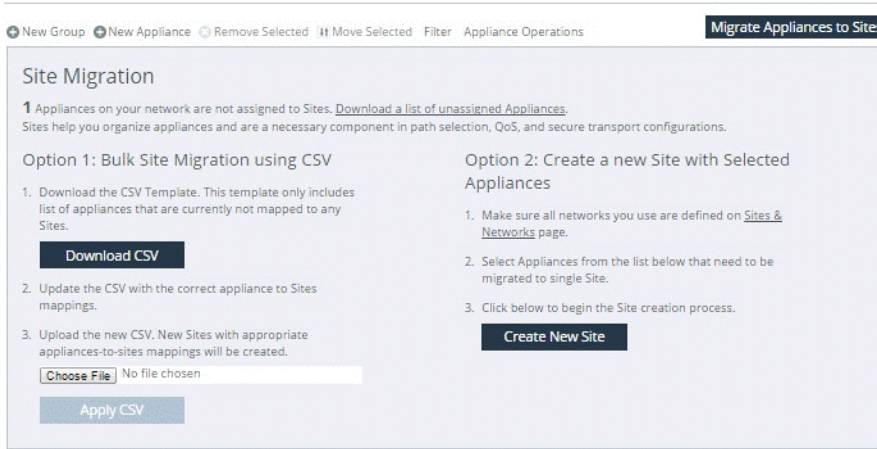 New Group New Appliance Remove Selected Move Selected Filter Appliance Operations Migrate Appliances to Sites
Site Migration
1 Appliances on your network are not assigned to Sites. Download a list of unassigned Appliances.
Sites help you organize appliances and are a necessary component in path selection, QoS, and secure transport configurations.
Option 1: Bulk Site Migration using CSV
1. Download the CSV Template. This template only includes
list of appliances that are currently not mapped to any
Sites.
Download CSV
2. Update the CSV with the correct appliance to Sites
mappings.
3. Upload the new CSV. New Sites with appropriate
appliances-to-sites mappings will be created.
Choose File No file chosen
Apply CSV
Option 2: Create a new Site with Selected
Appliances
1. Make sure all networks you use are defined on Sites &
Networks page.
2. Select Appliances from the list below that need to be
migrated to single Site.
3. Click below to begin the Site creation process.
Create New Site